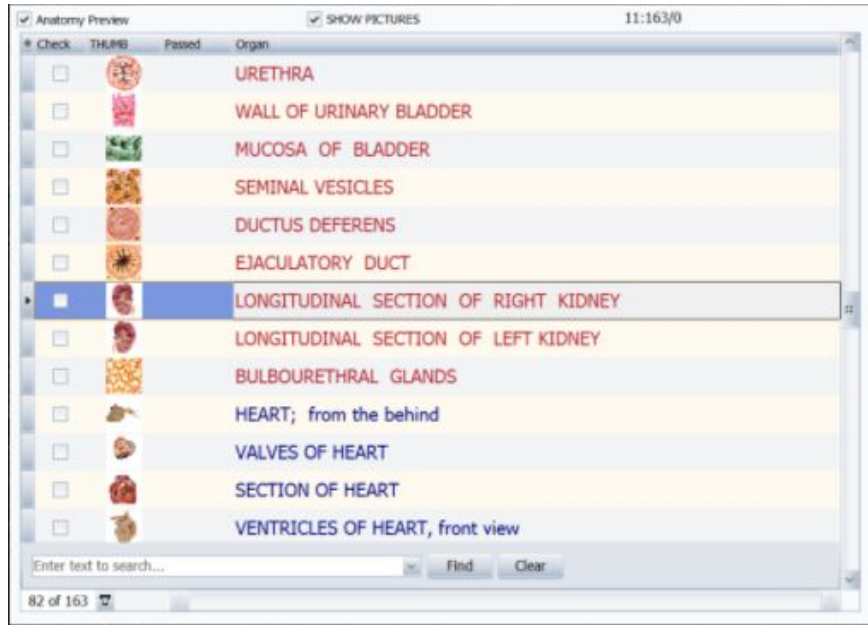 Anatomy Preview SHOW PICTURES 11:163/0
Check THUMB Passed Organ
URETHRA
WALL OF URINARY BLADDER
MUCOSA OF BLADDER
SEMINAL VESICLES
DUCTUS DEFERENS
EJACULATORY DUCT
LONGITUDINAL SECTION OF RIGHT KIDNEY
LONGITUDINAL SECTION OF LEFT KIDNEY
BULBOURETHRAL GLANDS
HEART; from the behind
VALVES OF HEART
SECTION OF HEART
VENTRICLES OF HEART, front view
Enter text to search... Find Clear
82 of 163